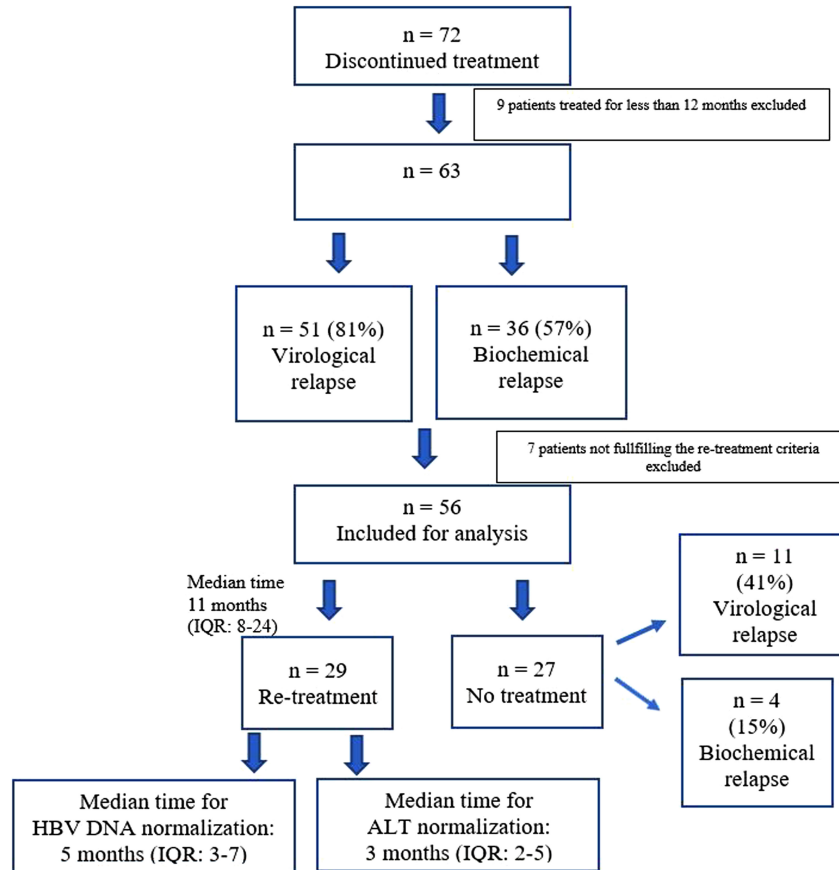 n = 72
Discontinued treatment
9 patients treated for less than 12 months excluded
n = 63
n = 51 (81%)
Virological
relapse
n = 36 (57%)
Biochemical
relapse
7 patients not fullfilling the re-treatment criteria
excluded
n = 56
Included for analysis
Median time
11 months
(IQR: 8-24)
n = 29
Re-treatment
n = 27
No treatment
n = 11
(41%)
Virological
relapse
n = 4
(15%)
Biochemical
relapse
Median time for
HBV DNA normalization:
5 months (IQR: 3-7)
Median time for
ALT normalization:
3 months (IQR: 2-5)